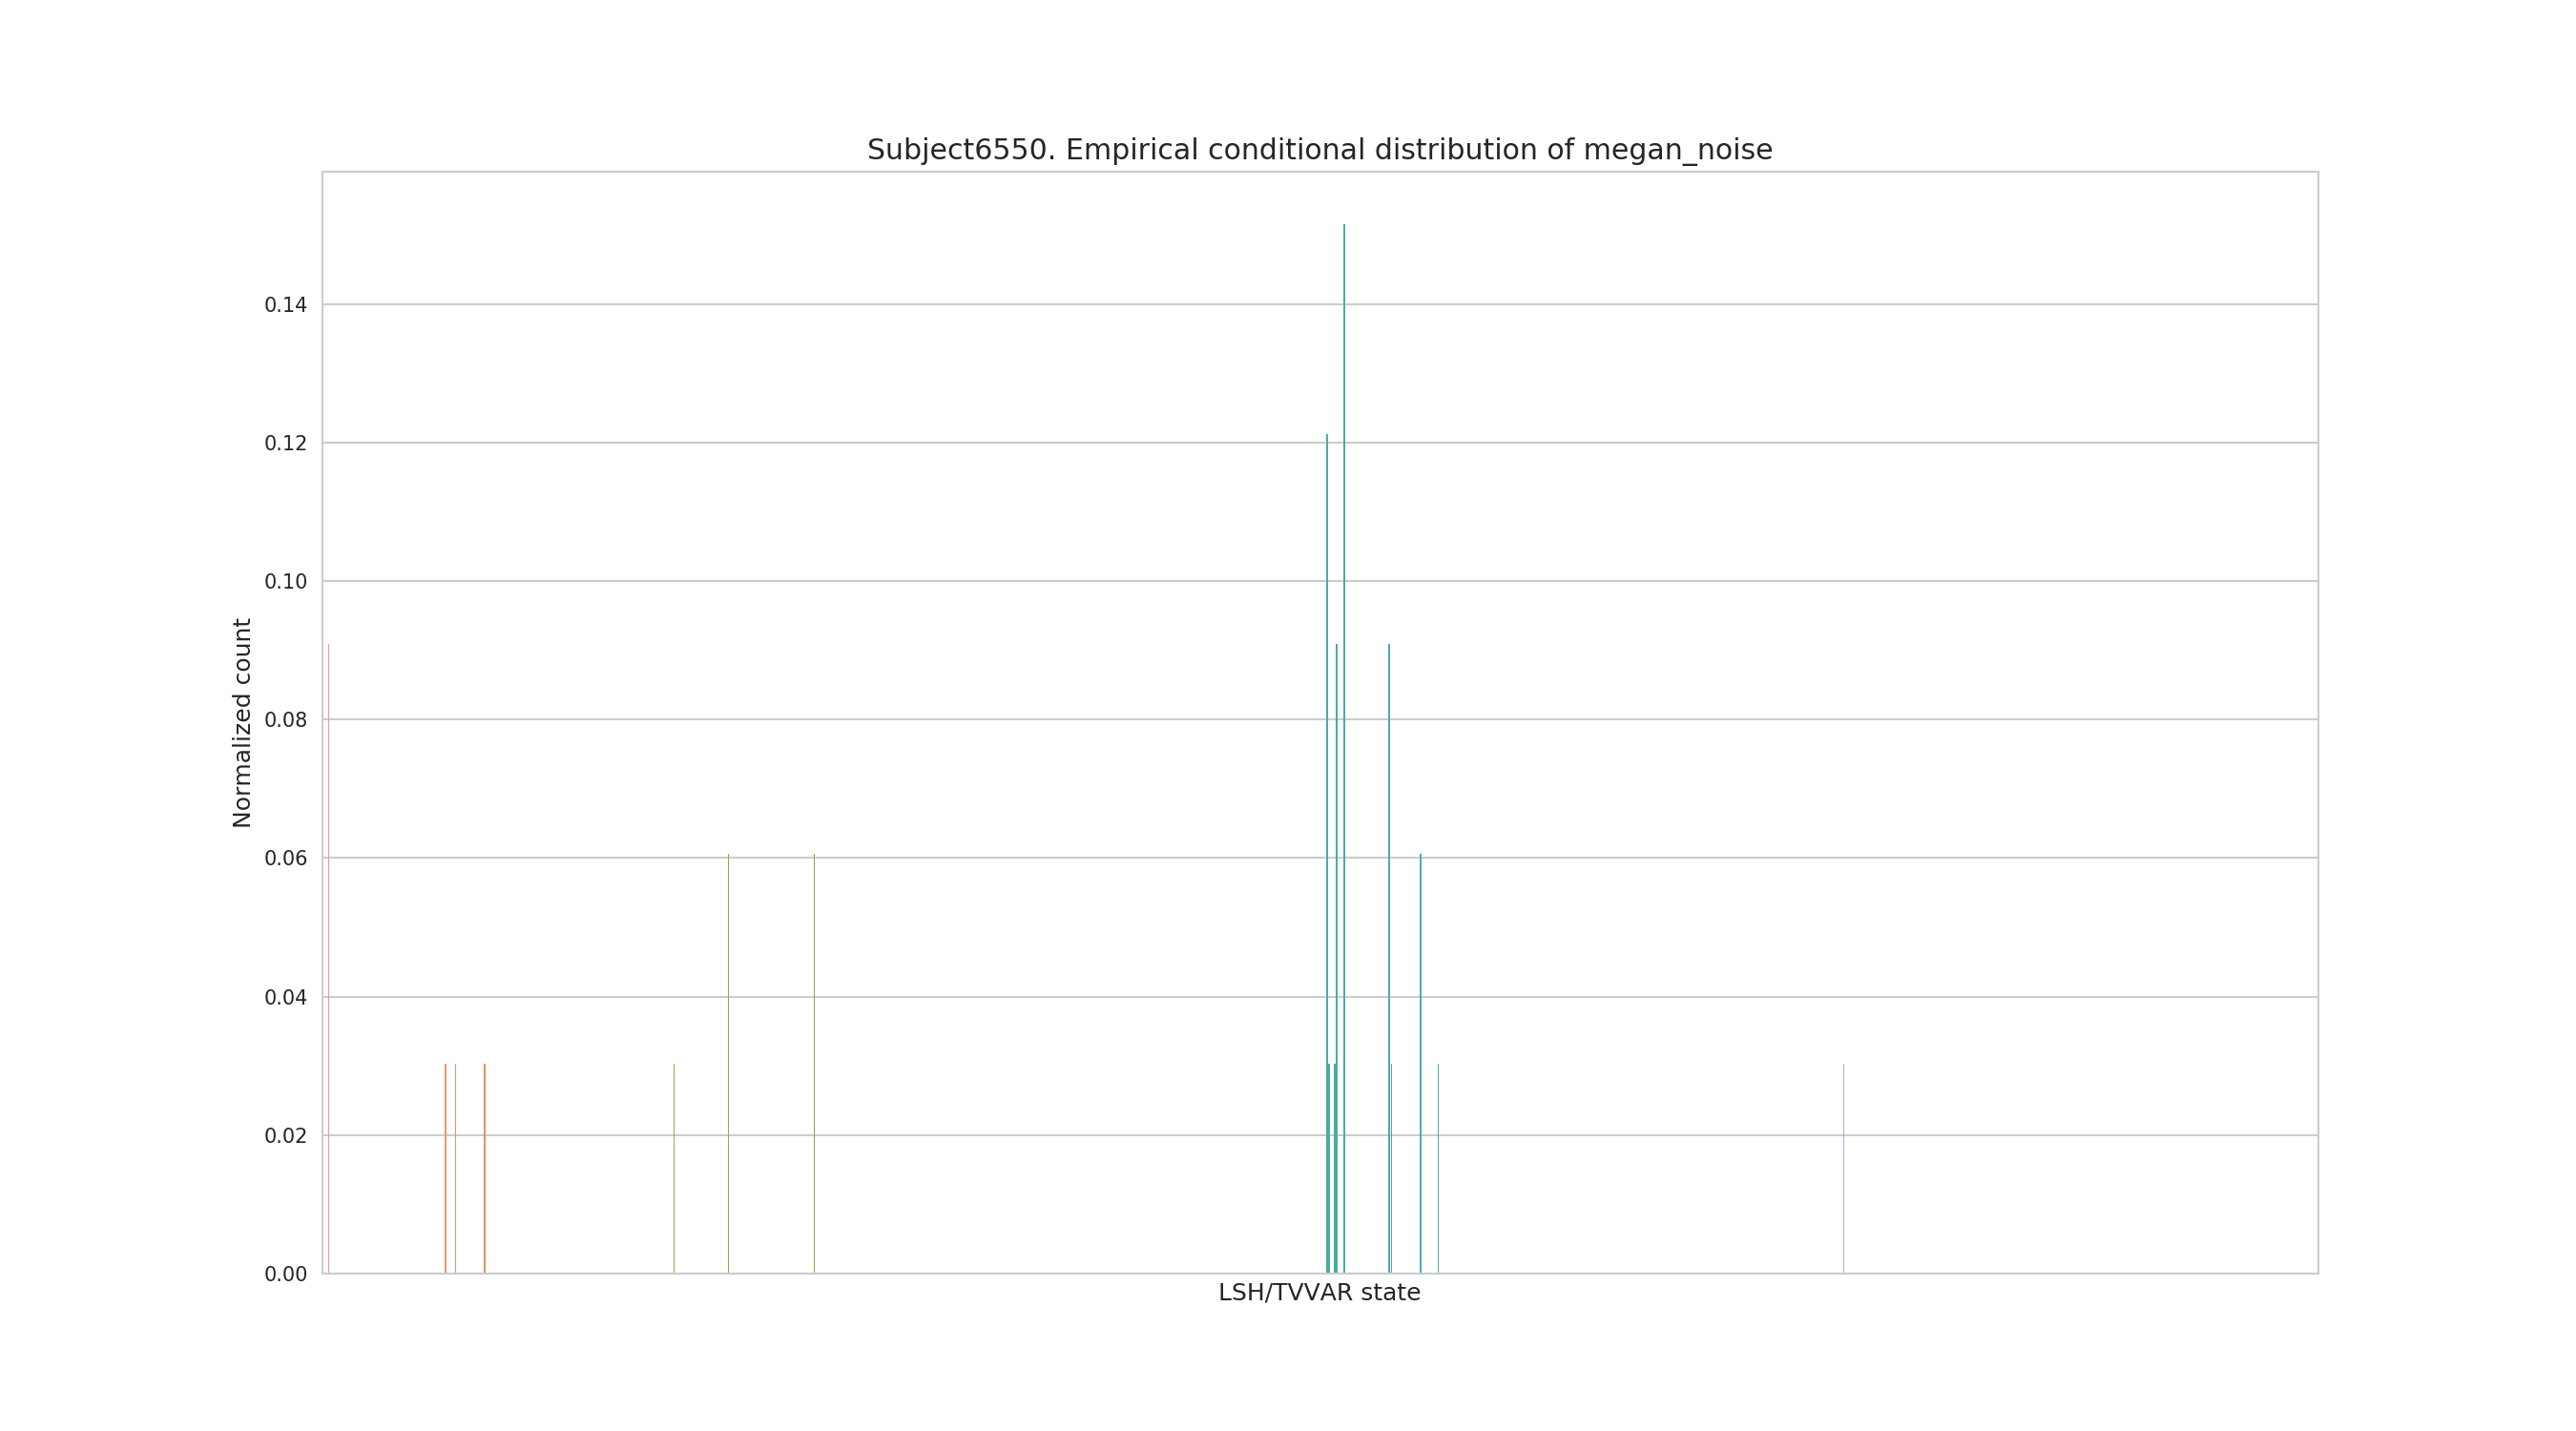 Subject6550. Empirical conditional distribution of megan_noise
0.14
0.12
0.10
0.08
0.06
0.04
0.02
0.00
Normalized count
LSH/TVVAR state